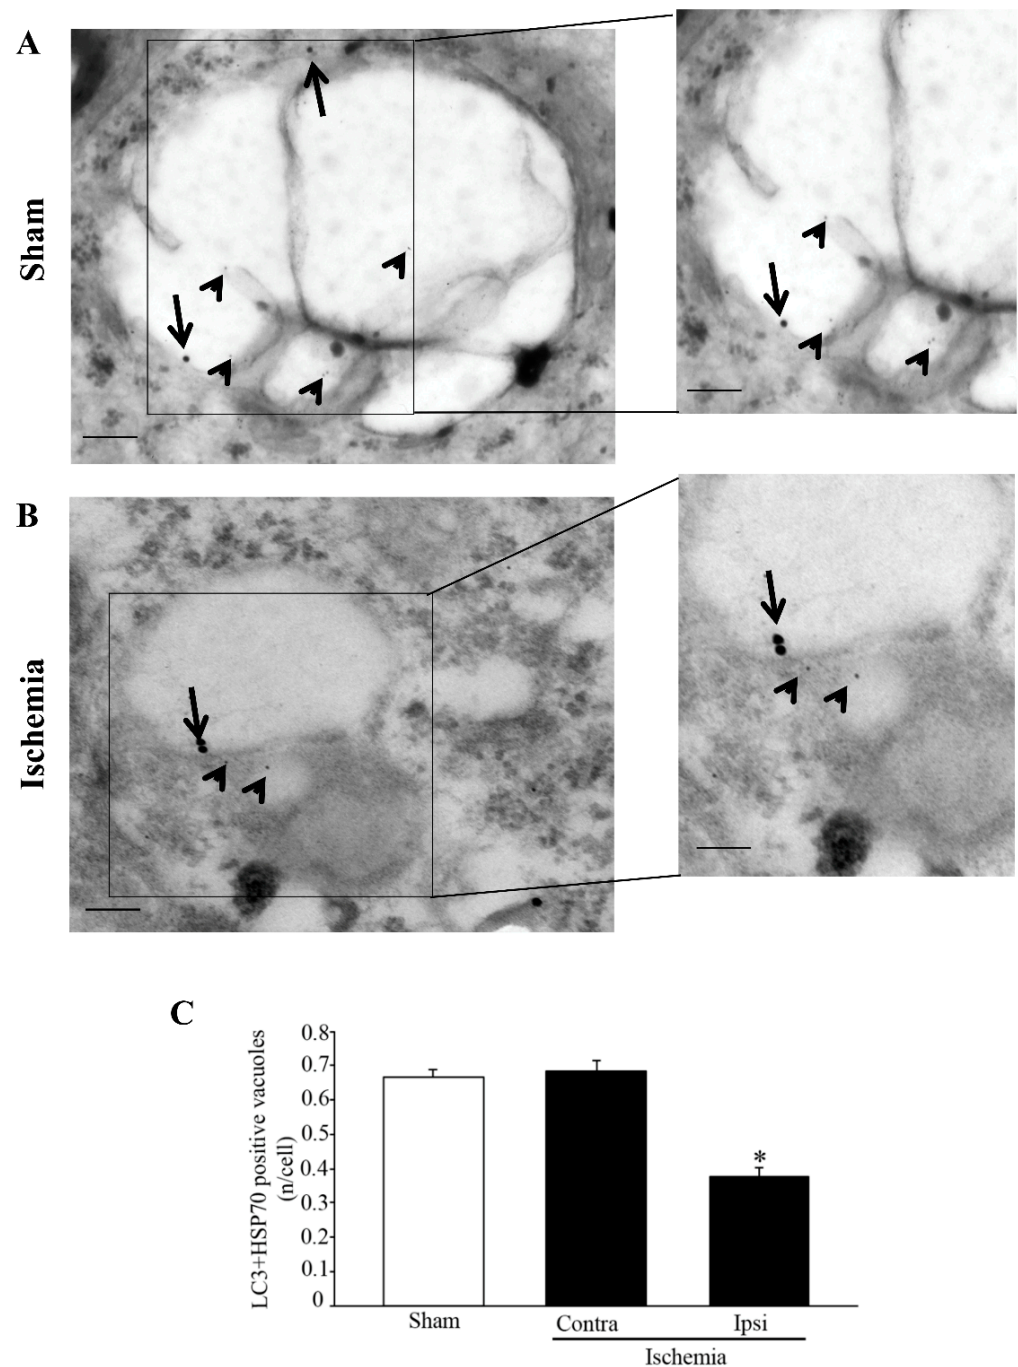 A
Sham
B
Ischemia
C
LC3+HSP70 positive vacuoles
(n/cell)
0.8
0.7
0.6
0.5
0.4
0.3
0.2
0.1
0
*
Sham
Contra
Ipsi
Ischemia